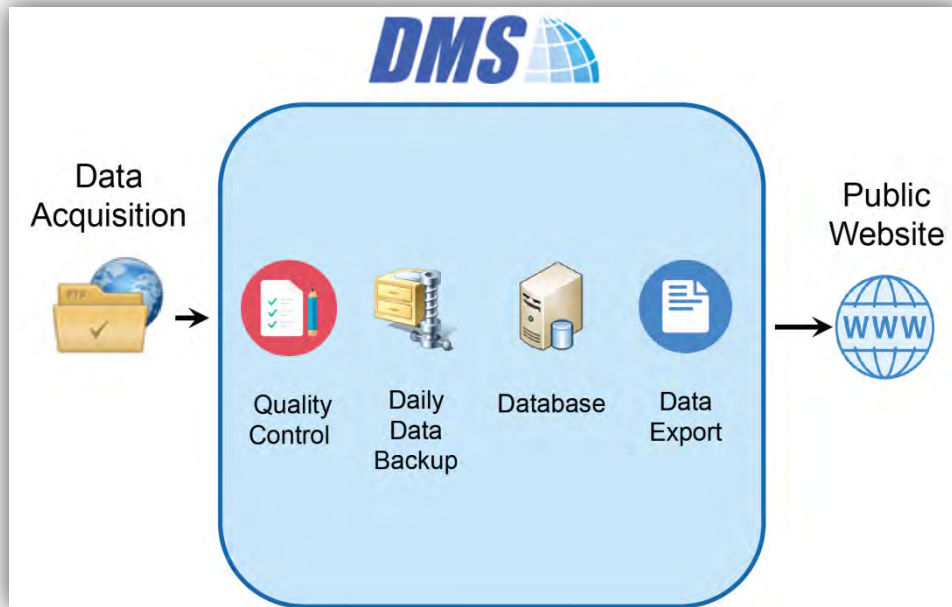 DMS
Data
Acquisition
FTP
Quality
Control
Daily
Data
Backup
Database
Data
Export
Public
Website
WWW